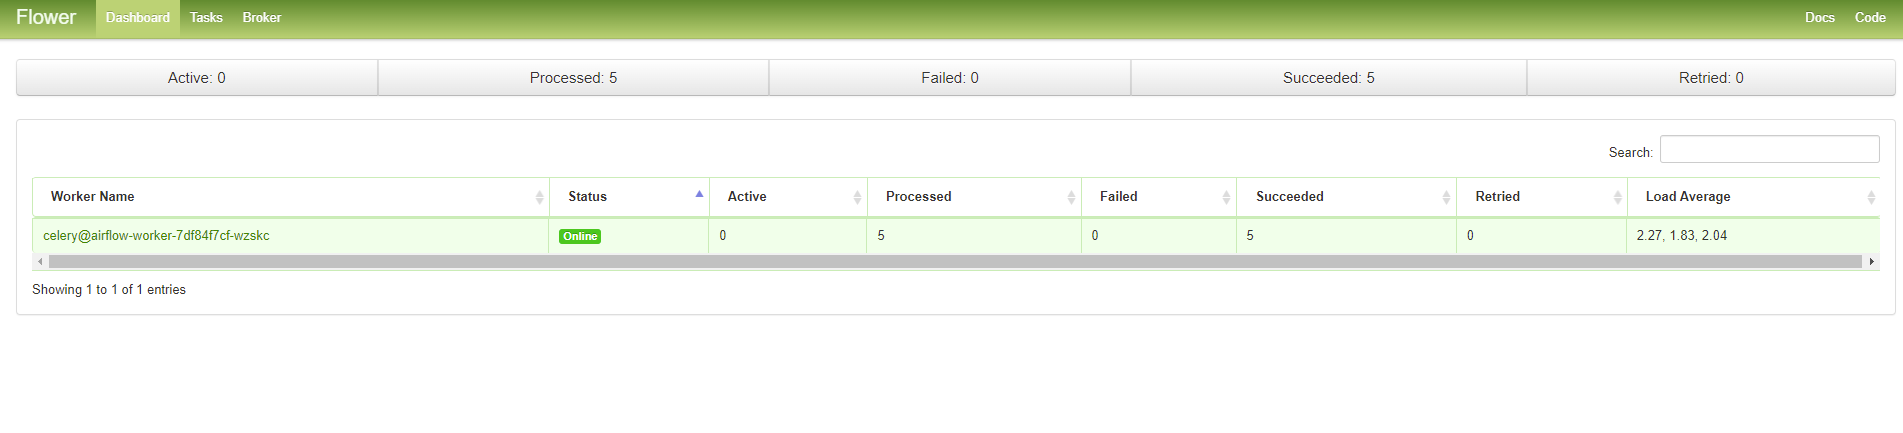 Flower Dashboard Tasks Broker Docs Code
Active: 0 Processed: 5 Failed: 0 Succeeded: 5 Retried: 0
Search:
Worker Name Status Active Processed Failed Succeeded Retried Load Average
celery@airflow-worker-7df84f7cf-wzskc Online 0 5 0 5 0 2.27, 1.83, 2.04
Showing 1 to 1 of 1 entries